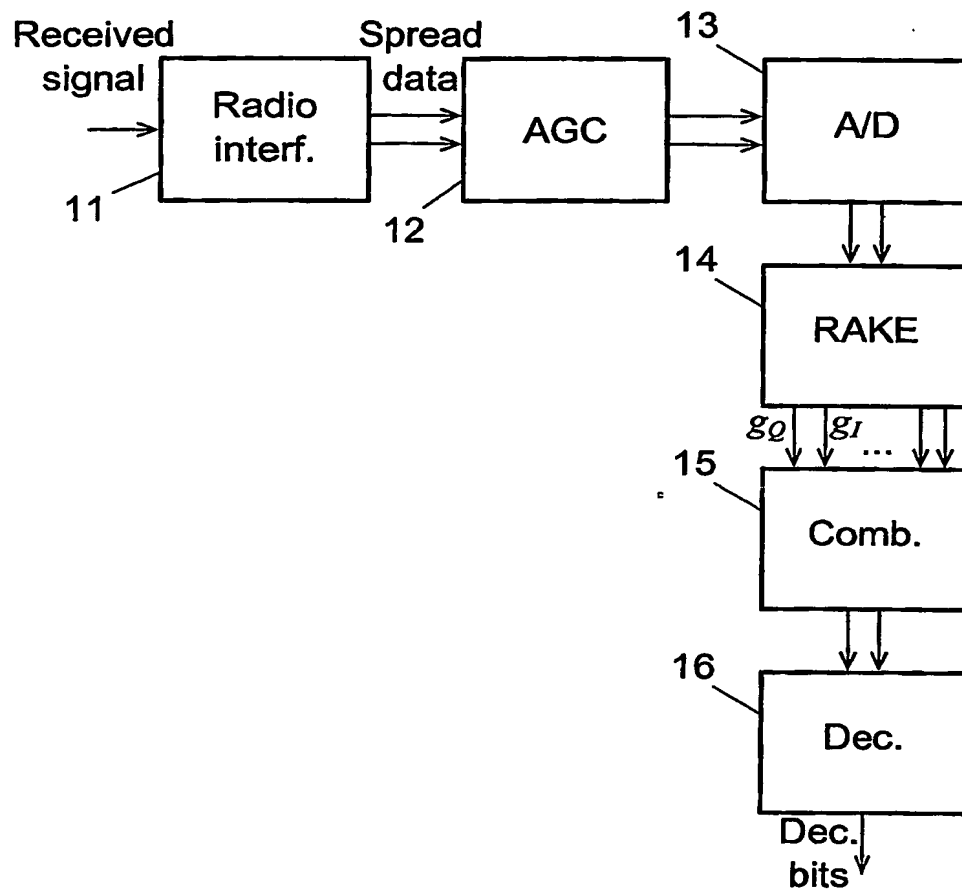 Received
signal
Spread
data
13
Radio
interf.
AGC
A/D
11
12
14
RAKE
gQ gI ...
15
Comb.
16
Dec.
Dec.
bits